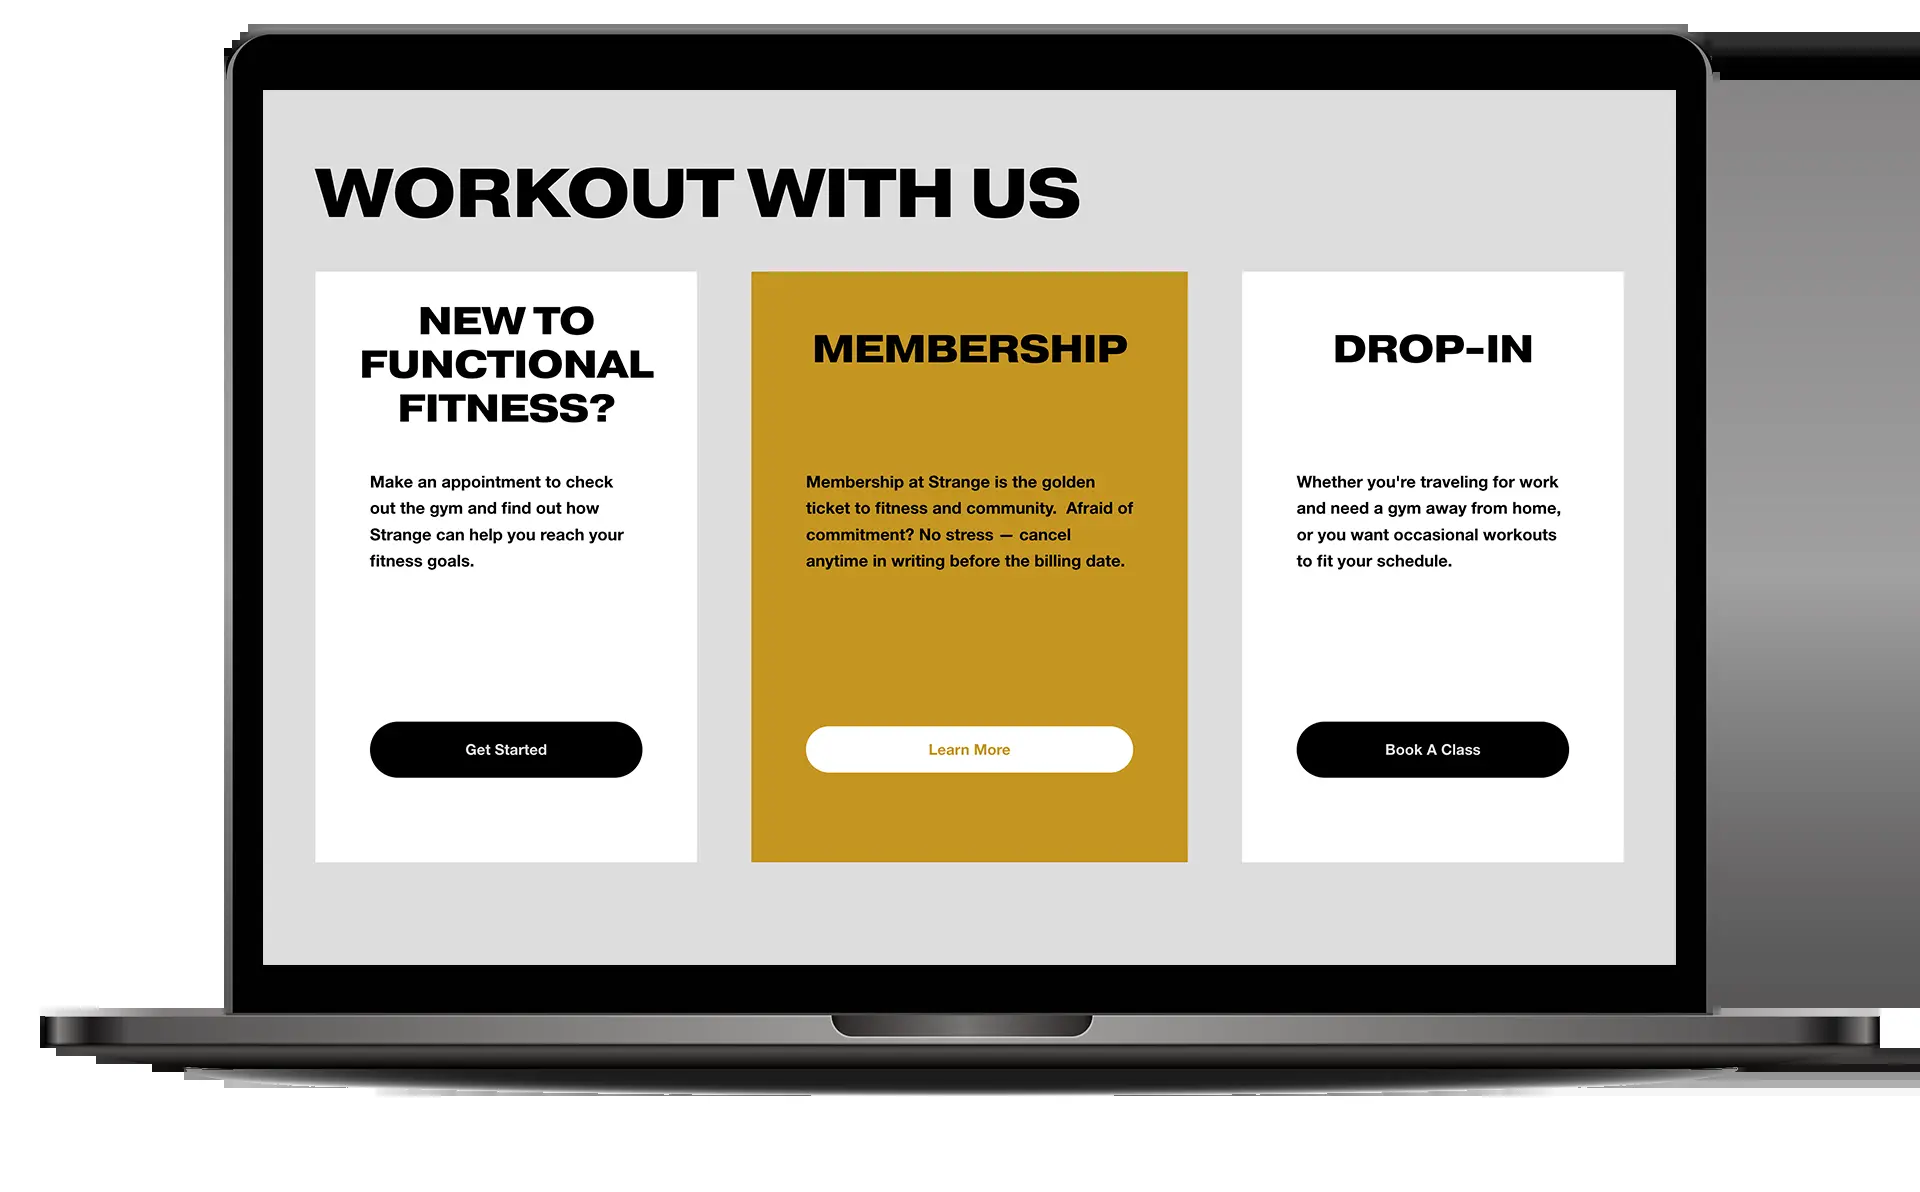 WORKOUT WITH US
NEW TO
FUNCTIONAL
FITNESS?
Make an appointment to check
out the gym and find out how
Strange can help you reach your
fitness goals.
Get Started
MEMBERSHIP
Membership at Strange is the golden
ticket to fitness and community.  Afraid of
commitment? No stress — cancel
anytime in writing before the billing date.
Learn More
DROP-IN
Whether you're traveling for work
and need a gym away from home,
or you want occasional workouts
to fit your schedule.
Book A Class